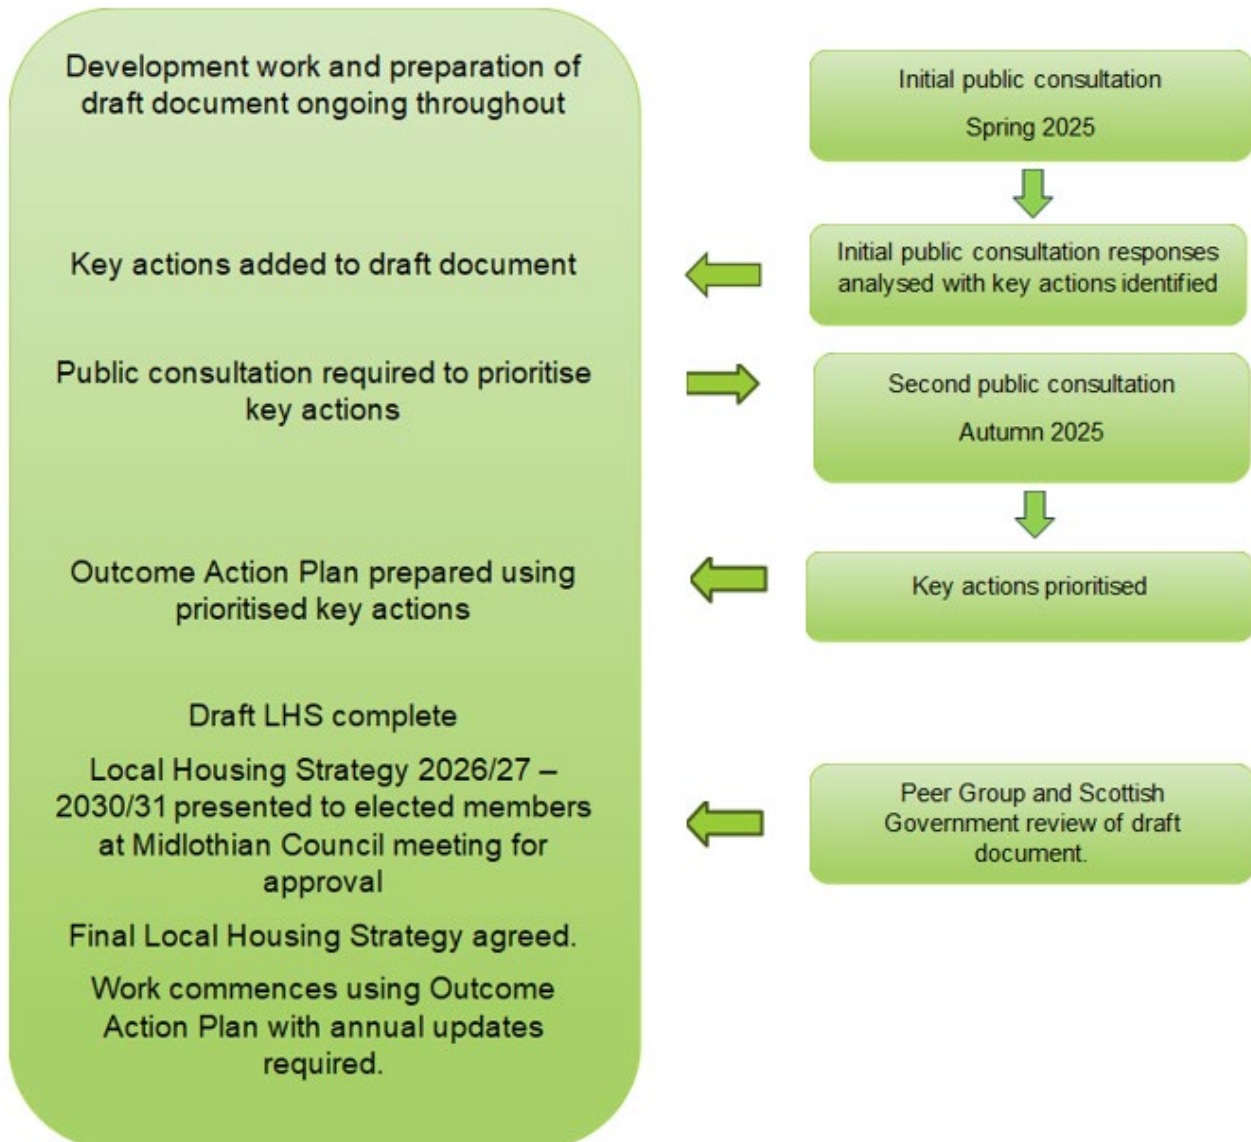 Development work and preparation of
draft document ongoing throughout
Key actions added to draft document
Public consultation required to prioritise
key actions
Outcome Action Plan prepared using
prioritised key actions
Draft LHS complete
Local Housing Strategy 2026/27 –
2030/31 presented to elected members
at Midlothian Council meeting for
approval
Final Local Housing Strategy agreed.
Work commences using Outcome
Action Plan with annual updates
required.
Initial public consultation
Spring 2025
Initial public consultation responses
analysed with key actions identified
Second public consultation
Autumn 2025
Key actions prioritised
Peer Group and Scottish
Government review of draft
document.